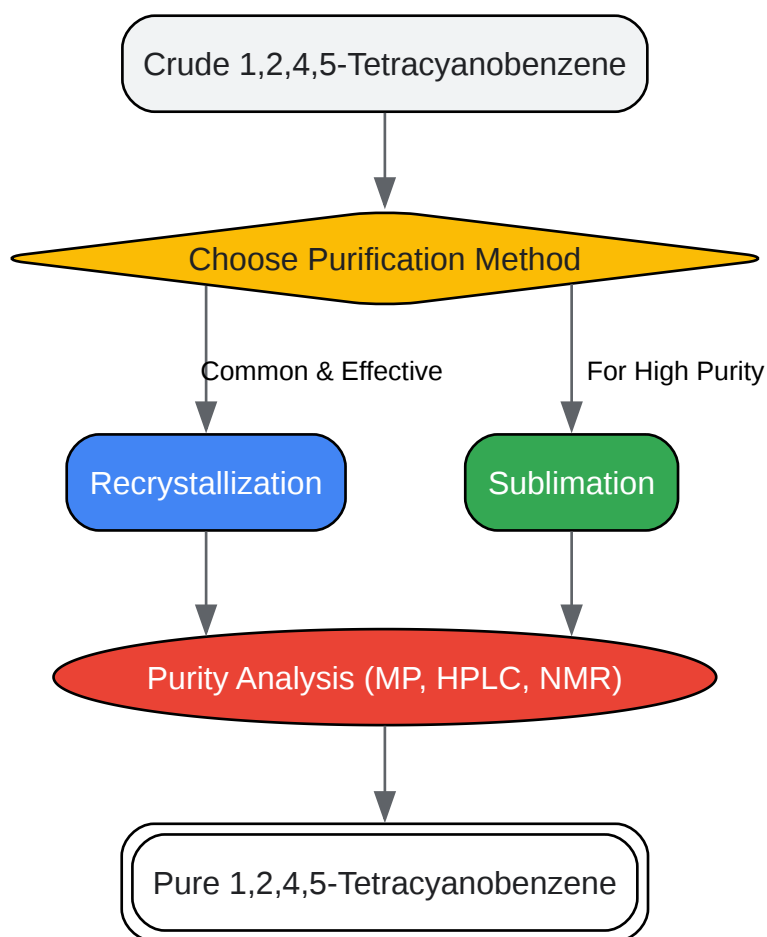 Crude 1,2,4,5-Tetracyanobenzene
Choose Purification Method
Common & Effective
For High Purity
Recrystallization
Sublimation
Purity Analysis (MP, HPLC, NMR)
Pure 1,2,4,5-Tetracyanobenzene